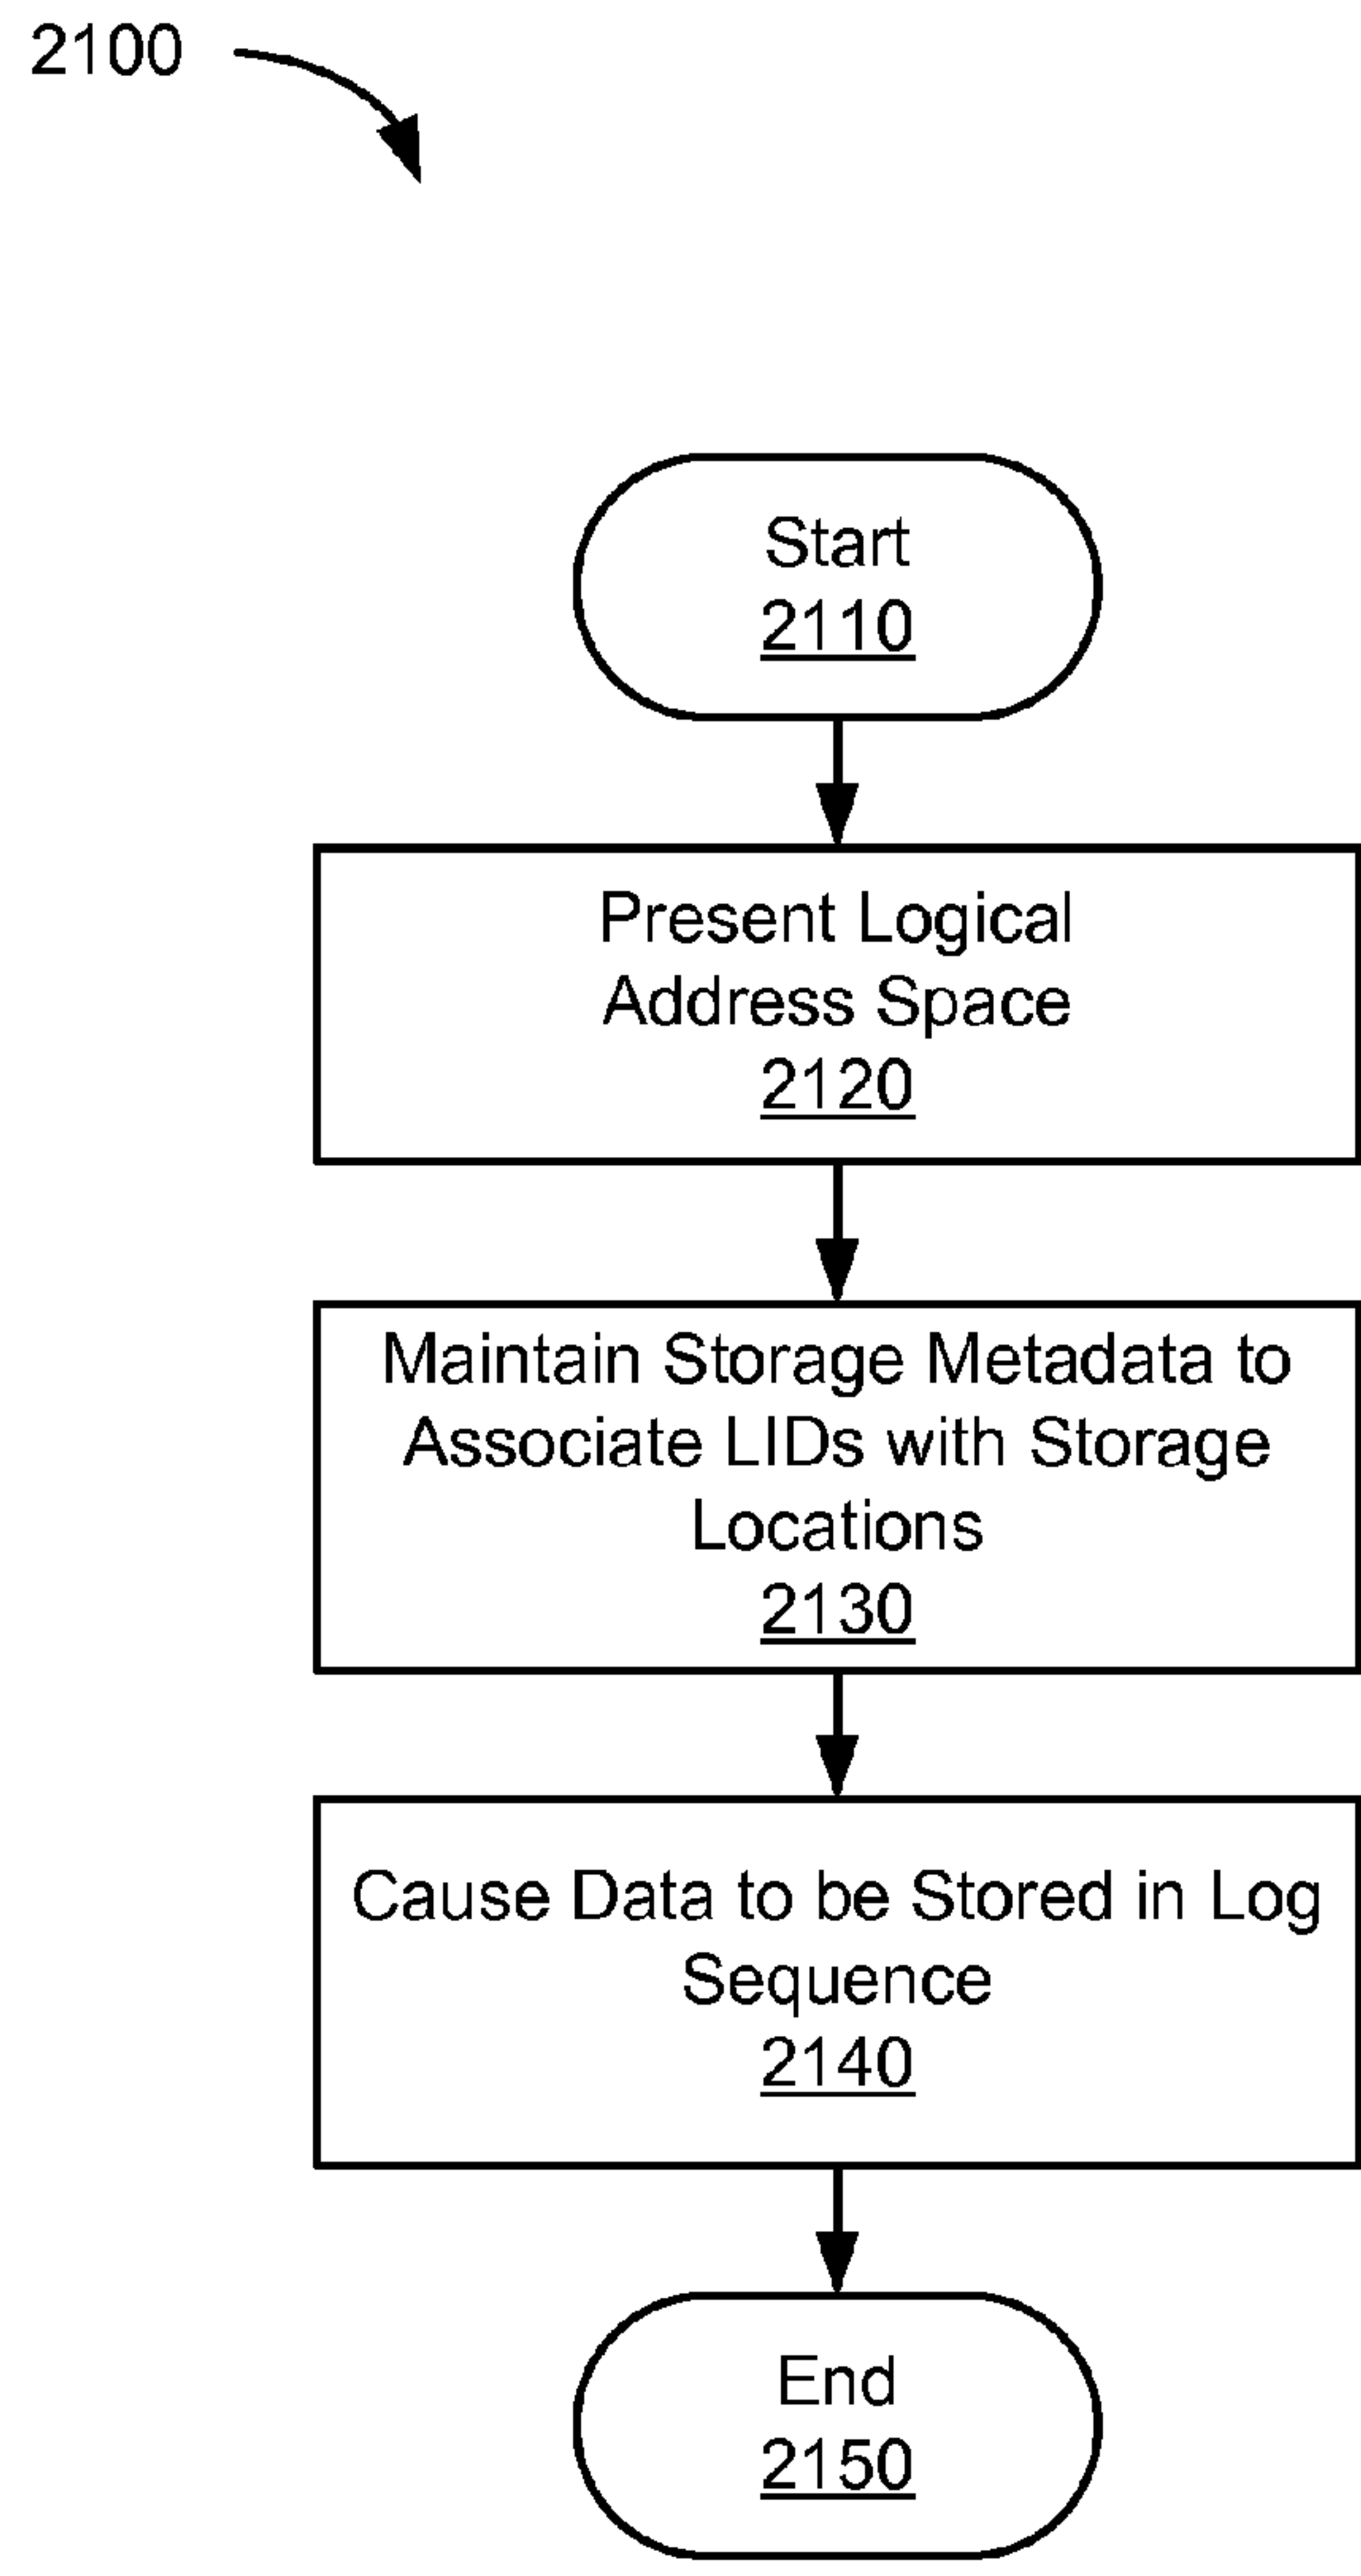 2100
Start
2110
Present Logical
Address Space
2120
Maintain Storage Metadata to
Associate LIDs with Storage
Locations
2130
Cause Data to be Stored in Log
Sequence
2140
End
2150